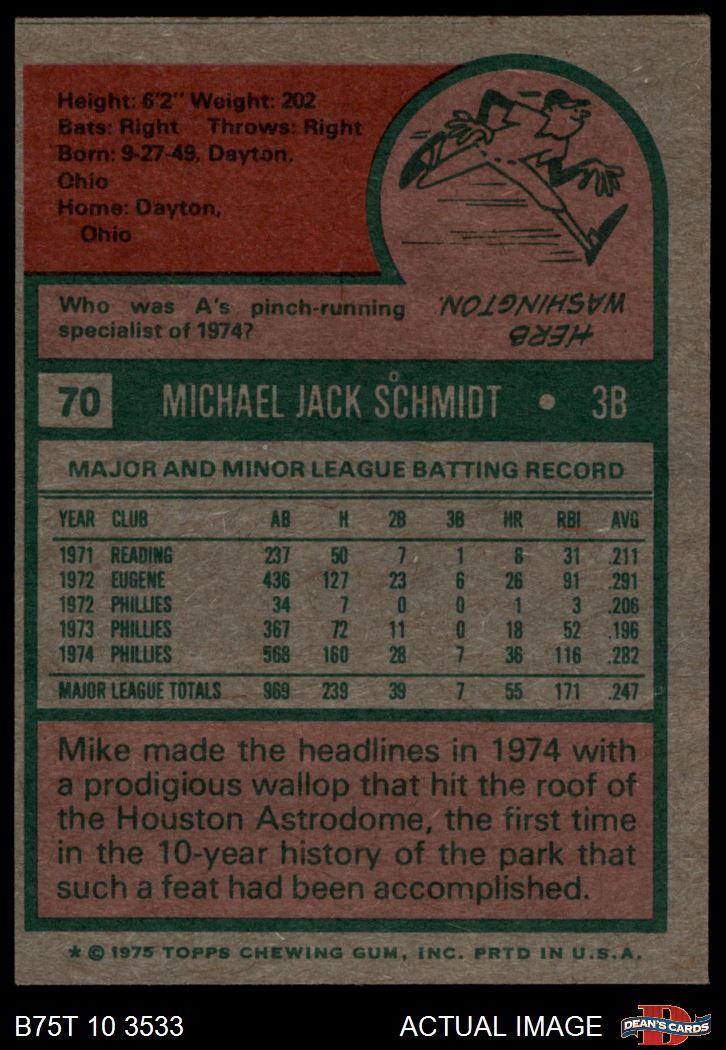 Height: 6'2" Weight: 202
Bats: Right Throws: Right
Born: 9-27-49, Dayton,
Ohio
Home: Dayton,
Ohio
Who was A's pinch-running
specialist of 1974?
HERB
WASHINGTON.
70 MICHAEL JACK SCHMIDT • 3B
MAJOR AND MINOR LEAGUE BATTING RECORD
YEAR CLUB AB H 2B 3B HR RBI AVG
1971 READING 237 50 7 1 8 31 .211
1972 EUGENE 436 127 23 6 26 91 .291
1972 PHILLIES 34 7 0 0 1 3 .206
1973 PHILLIES 367 72 11 0 18 52 .196
1974 PHILLIES 568 160 28 7 36 116 .282
MAJOR LEAGUE TOTALS 969 239 39 7 55 171 .247
Mike made the headlines in 1974 with
a prodigious wallop that hit the roof of
the Houston Astrodome, the first time
in the 10-year history of the park that
such a feat had been accomplished.
* © 1975 TOPPS CHEWING GUM, INC. PRTD IN U.S.A.
B75T 10 3533 ACTUAL IMAGE
D
DEAN'S CARDS